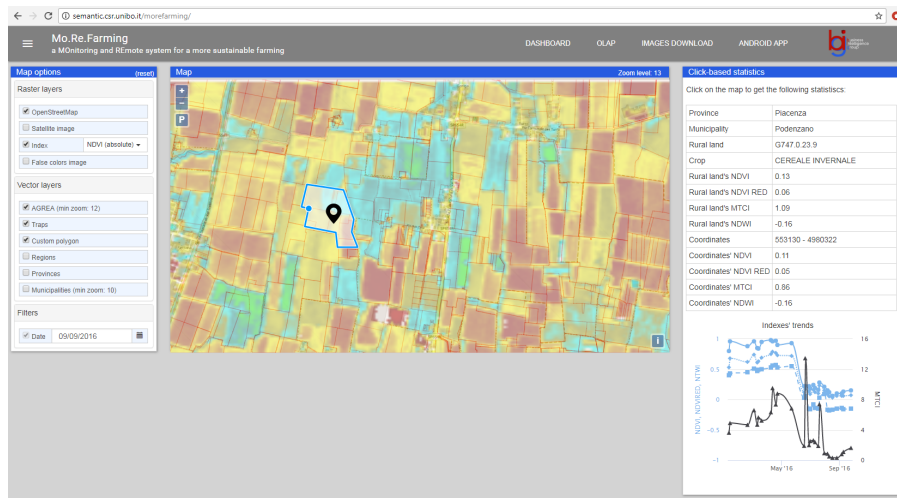 semantic.csr.unibo.it/morefarming/
Mo.Re.Farming
a MOnitoring and REmote system for a more sustainable farming
DASHBOARD OLAP IMAGES DOWNLOAD ANDROID APP
bi
Map options (reset)
Raster layers
OpenStreetMap
Satellite image
Index NDVI (absolute)
False colors image
Vector layers
AGREA (min zoom: 12)
Traps
Custom polygon
Regions
Provinces
Municipalities (min zoom: 10)
Filters
Date 09/09/2016
Map Zoom level: 13
+
−
P
i
Click-based statistics
Click on the map to get the following statistiscs:
Province Piacenza
Municipality Podenzano
Rural land G747.0.23.9
Crop CEREALE INVERNALE
Rural land's NDVI 0.13
Rural land's NDVI RED 0.06
Rural land's MTCI 1.09
Rural land's NDWI -0.16
Coordinates 553130 - 4980322
Coordinates' NDVI 0.11
Coordinates' NDVI RED 0.05
Coordinates' MTCI 0.86
Coordinates' NDWI -0.16
Indexes' trends
NDVI, NDVIRED, NTWI
1
0.5
0
-0.5
-1
16
12
8
4
0
MTCI
May '16 Sep '16